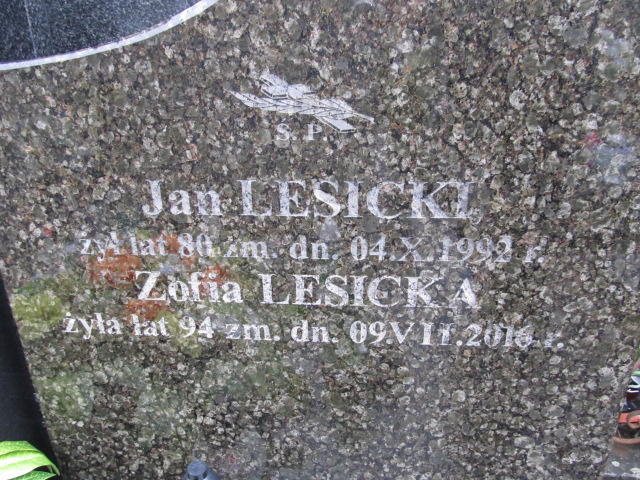 Ś.P.
Jan LESICKI
żył lat 80 zm. dn. 04.X.1992 r.
Zofia LESICKA
żyła lat 94 zm. dn. 09.VII.2016 r.